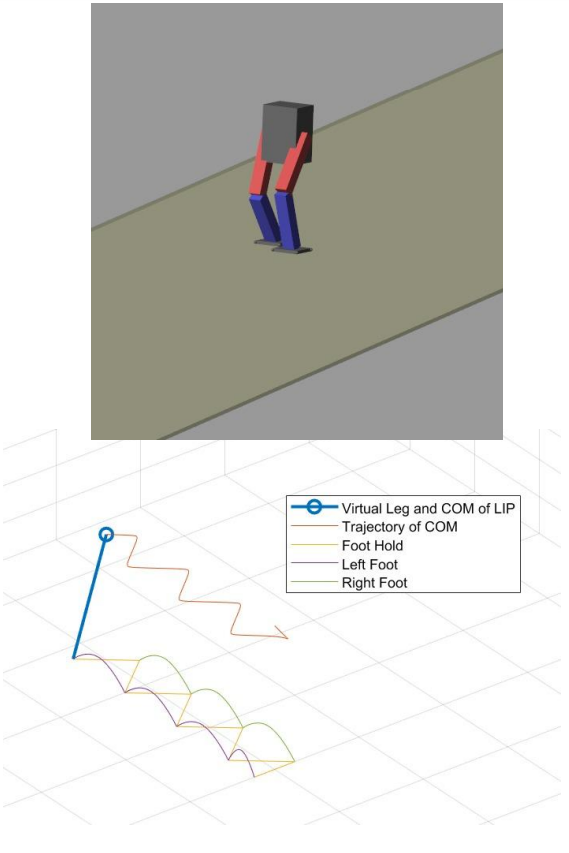 Virtual Leg and COM of LIP
Trajectory of COM
Foot Hold
Left Foot
Right Foot